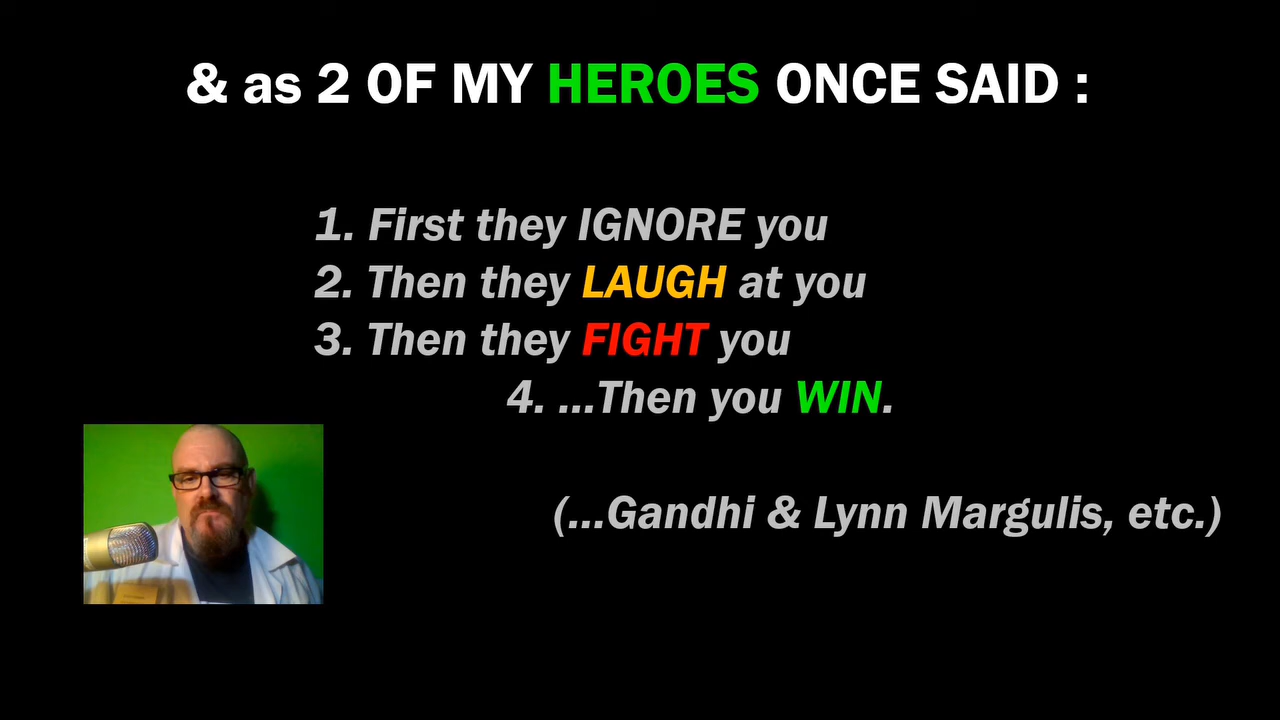 & as 2 OF MY HEROES ONCE SAID :
1. First they IGNORE you
2. Then they LAUGH at you
3. Then they FIGHT you
4. ...Then you WIN.
(...Gandhi & Lynn Margulis, etc.)